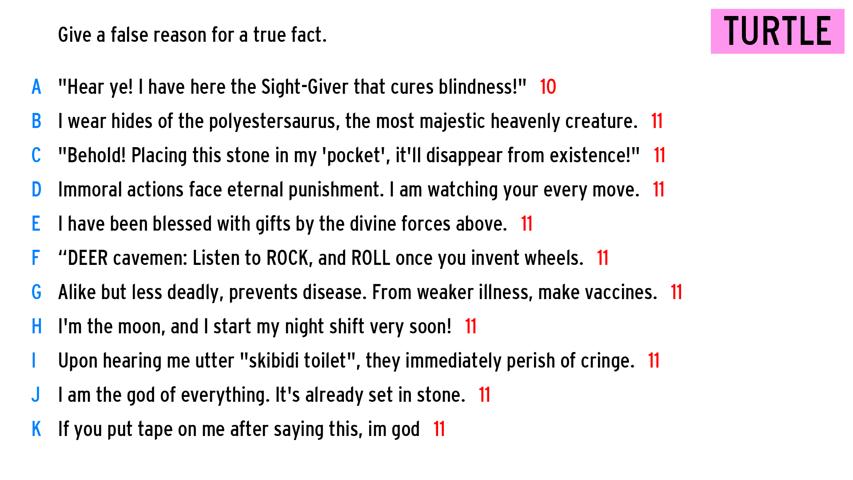 Give a false reason for a true fact.
TURTLE
A "Hear ye! I have here the Sight-Giver that cures blindness!" 10
B I wear hides of the polyestersaurus, the most majestic heavenly creature. 11
C "Behold! Placing this stone in my 'pocket', it'll disappear from existence!" 11
D Immoral actions face eternal punishment. I am watching your every move. 11
E I have been blessed with gifts by the divine forces above. 11
F “DEER cavemen: Listen to ROCK, and ROLL once you invent wheels. 11
G Alike but less deadly, prevents disease. From weaker illness, make vaccines. 11
H I'm the moon, and I start my night shift very soon! 11
I Upon hearing me utter "skibidi toilet", they immediately perish of cringe. 11
J I am the god of everything. It's already set in stone. 11
K If you put tape on me after saying this, im god 11